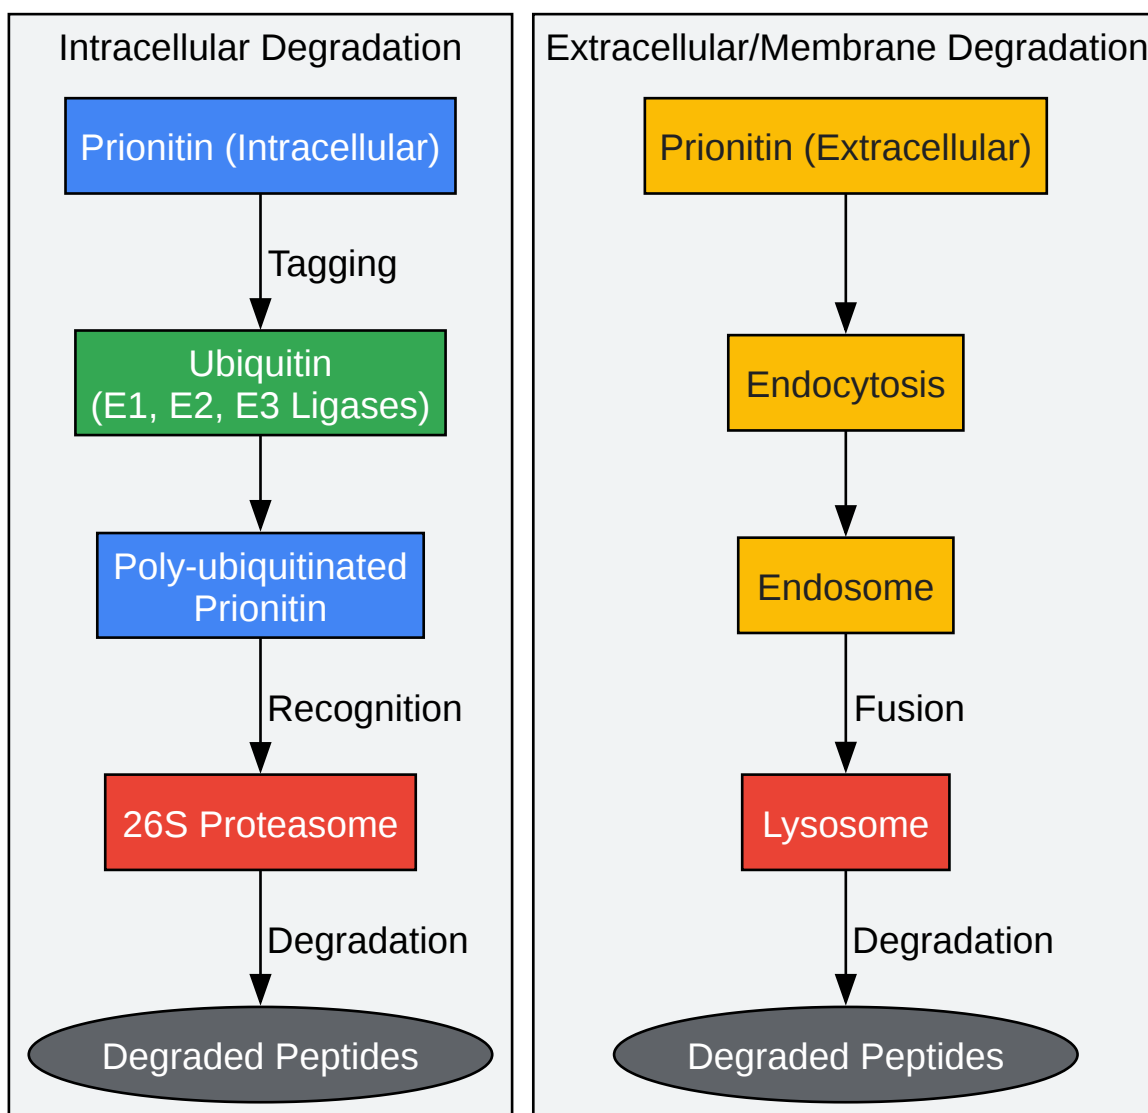 Intracellular Degradation
Prionitin (Intracellular)
Tagging
Ubiquitin
(E1, E2, E3 Ligases)
Poly-ubiquitinated
Prionitin
Recognition
26S Proteasome
Degradation
Degraded Peptides
Extracellular/Membrane Degradation
Prionitin (Extracellular)
Endocytosis
Endosome
Fusion
Lysosome
Degradation
Degraded Peptides